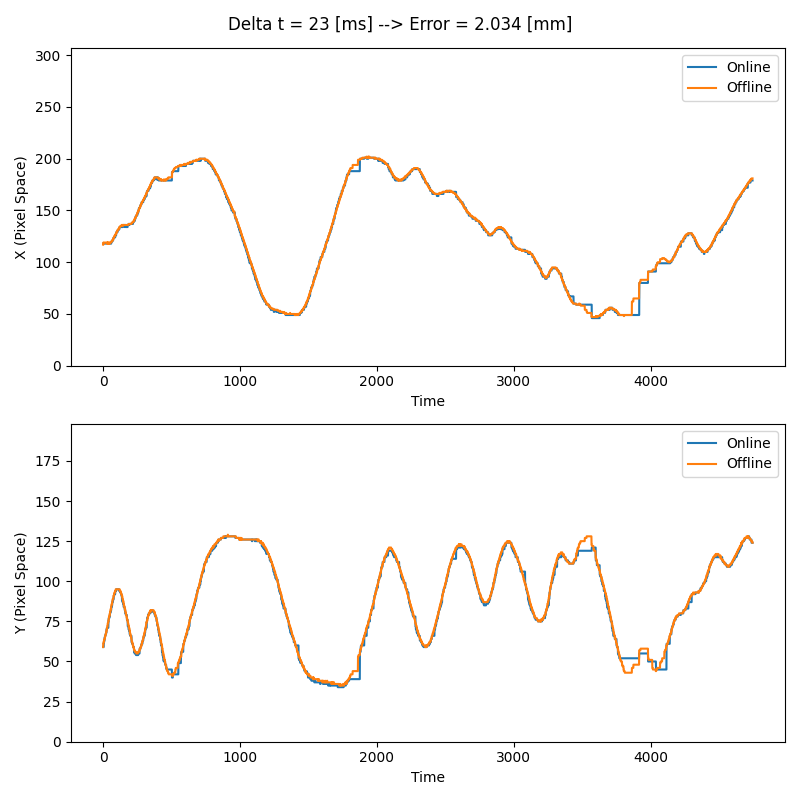 Delta t = 23 [ms] --> Error = 2.034 [mm]
300
250
200
150
100
50
0
X (Pixel Space)
Online
Offline
0
1000
2000
3000
4000
Time
175
150
125
100
75
50
25
0
Y (Pixel Space)
Online
Offline
0
1000
2000
3000
4000
Time